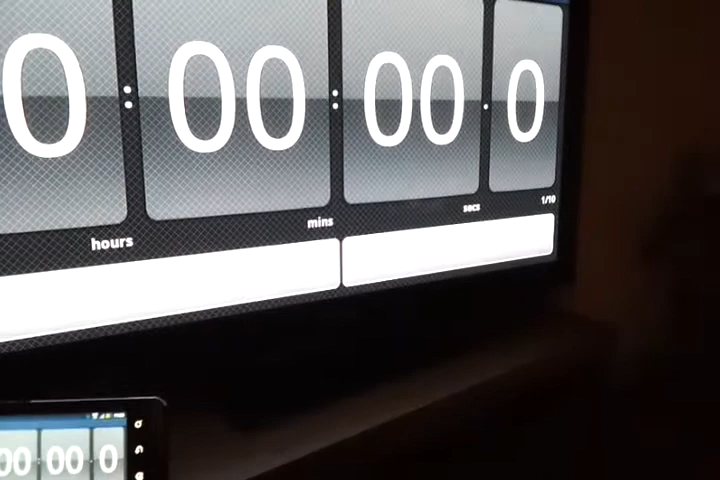 0 : 00 : 00 . 0
hours mins secs 1/10
00 : 00 . 0